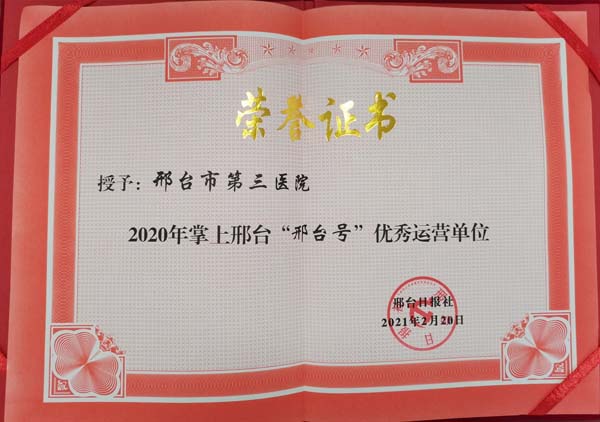 荣誉证书
授予：邢台市第三医院
2020年掌上邢台“邢台号”优秀运营单位
邢台日报社
2021年2月20日